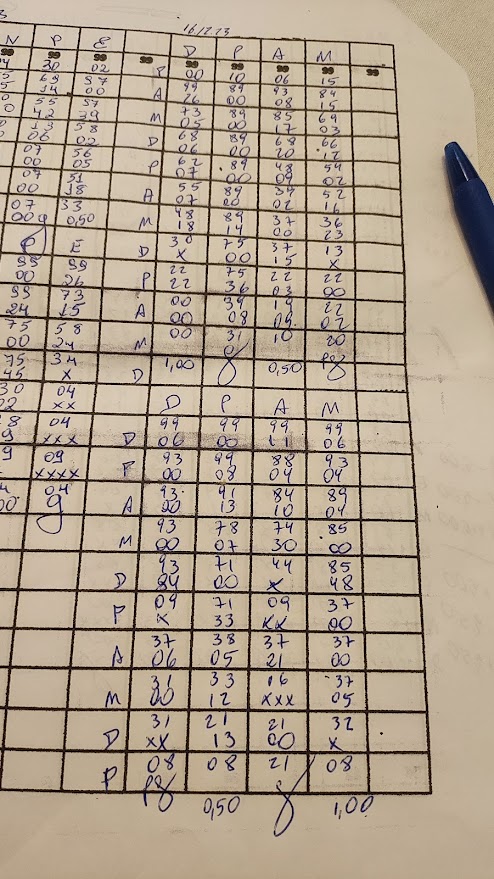 16/12 23
N P E D P A M
99 99 99 99 99 99 99 99 99
30 02 P 00 10 06 15
69 97 99 89 93 84
14 00 A 26 00 08 15
55 57 73 89 85 69
42 39 M 05 00 17 03
13 58 68 89 68 66
06 02 D 06 00 20 12
07 56 62 89 48 54
00 05 P 07 00 09 02
07 51 55 89 39 52
00 18 A 07 00 02 16
07 33 48 89 37 36
009 0,50 M 18 14 00 23
P E 30 75 37 13
D X 00 15 X
99 99 22 75 22 22
00 26 P 22 36 03 00
99 73 00 39 19 22
24 15 A 00 08 09 02
75 58 00 31 10 20
00 24 M
75 34 1,00 0,50
45 X D
30 04 D P A M
02 XX
8 04 99 99 99 99
9 XXX D 06 00 11 06
9 09 93 99 88 93
XXXX P 00 08 04 04
04 93 91 84 89
00 9 A 00 13 10 04
93 78 74 85
M 00 07 30 00
93 71 44 85
D 84 00 X 48
09 71 09 37
P X 33 XX 00
37 38 37 37
A 06 05 21 00
31 33 16 37
M 00 12 XXX 05
31 21 21 32
D XX 13 00 X
08 08 21 08
P
0,50 1,00